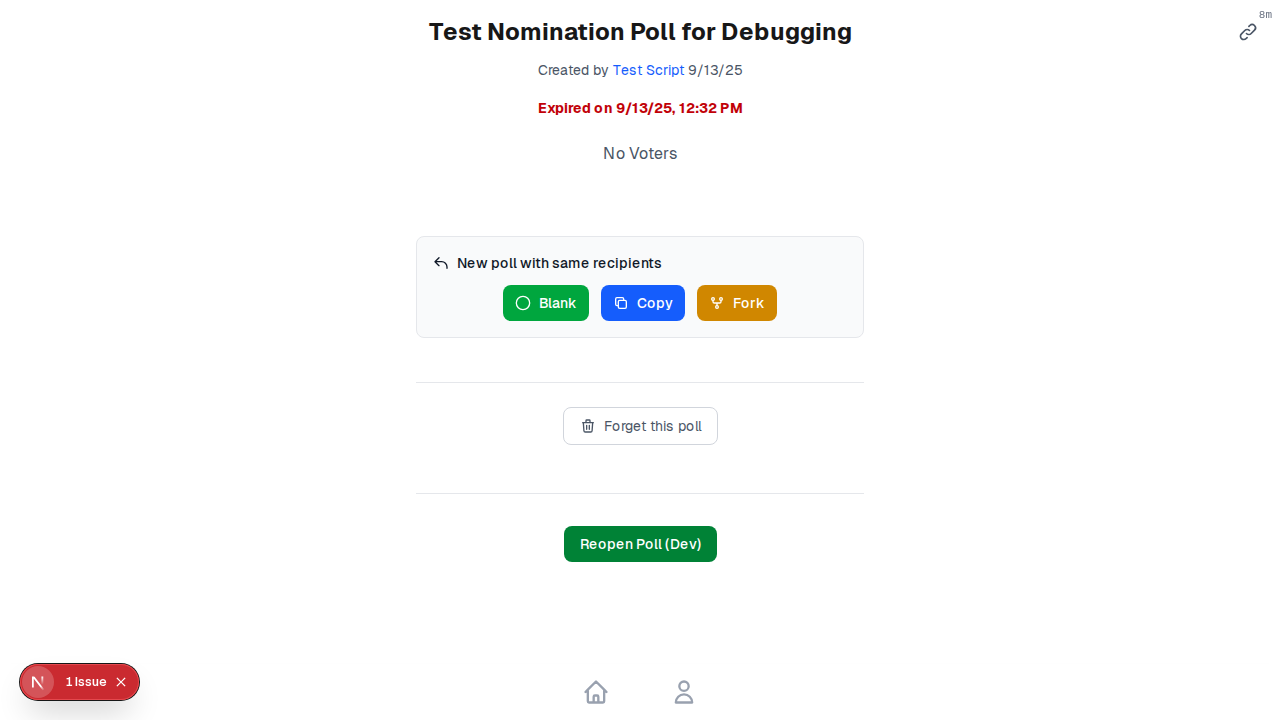 8m
Test Nomination Poll for Debugging
Created by Test Script 9/13/25
Expired on 9/13/25, 12:32 PM
No Voters
New poll with same recipients
Blank
Copy
Fork
Forget this poll
Reopen Poll (Dev)
1 Issue